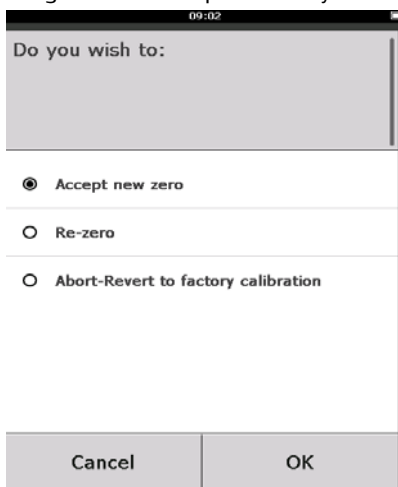 09:02
Do you wish to:
Accept new zero
Re-zero
Abort-Revert to factory calibration
Cancel
OK